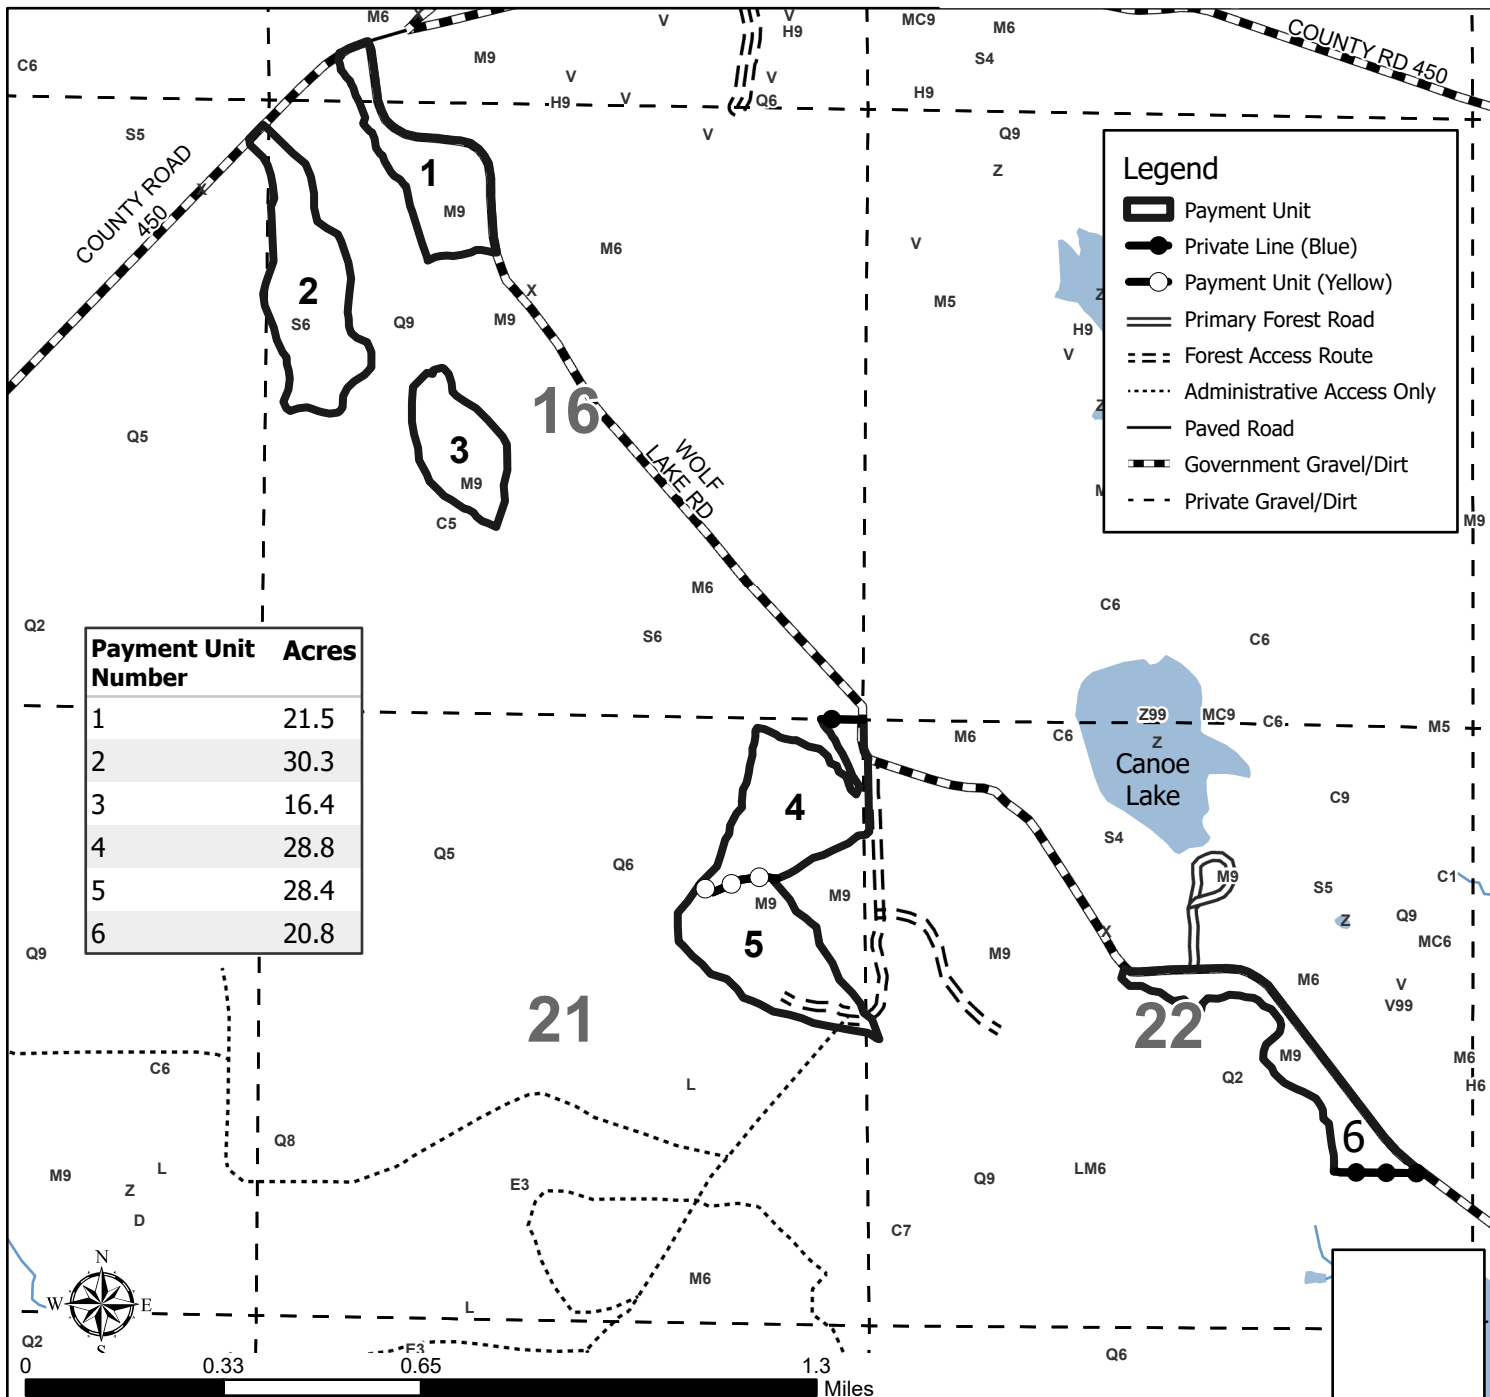 M6
V
V
H9
MC9
M6
S4
COUNTY RD 450
C6
M9
V
V
H9
V
Q6
H9
S5
V
Q9
Z
COUNTY ROAD
450
X
1
M9
M6
V
M5
Z
H9
V
Z
M
Legend
Payment Unit
Private Line (Blue)
Payment Unit (Yellow)
Primary Forest Road
Forest Access Route
Administrative Access Only
Paved Road
Government Gravel/Dirt
Private Gravel/Dirt
M9
2
S6
Q9
M9
X
16
Q5
3
M9
C5
WOLF
LAKE RD
M6
S6
Q2
Payment Unit Number Acres
1 21.5
2 30.3
3 16.4
4 28.8
5 28.4
6 20.8
C6
C6
Z99
MC9
C6
M5
M6
C6
Z
Canoe
Lake
C9
S4
4
Q5
Q6
M9
M9
5
M9
C1
S5
Z
Q9
MC6
X
M9
M6
V
V99
Q9
21
22
M9
M6
H6
Q2
C6
L
Q8
6
M9
L
Z
D
E3
Q9
LM6
C7
M6
L
N
W
E
S
Q2
E3
Q6
0 0.33 0.65 1.3
Miles